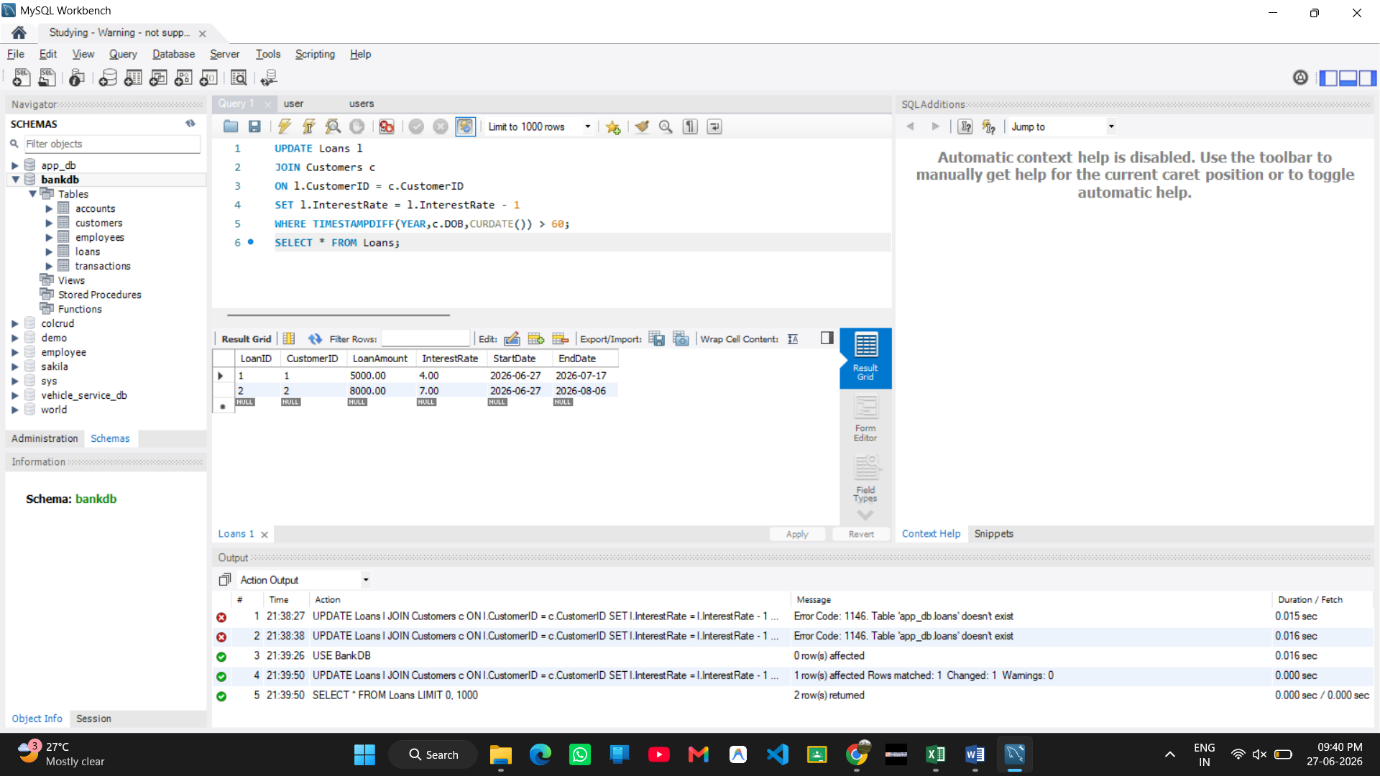 MySQL Workbench
Studying - Warning - not supp...
File Edit View Query Database Server Tools Scripting Help
Navigator
SCHEMAS
Filter objects
app_db
bankdb
Tables
accounts
customers
employees
loans
transactions
Views
Stored Procedures
Functions
colcrud
demo
employee
sakila
sys
vehicle_service_db
world
Administration Schemas
Information
Schema: bankdb
Object Info Session
Query 1 user users
Limit to 1000 rows
1 UPDATE Loans l
2 JOIN Customers c
3 ON l.CustomerID = c.CustomerID
4 SET l.InterestRate = l.InterestRate - 1
5 WHERE TIMESTAMPDIFF(YEAR,c.DOB,CURDATE()) > 60;
6 SELECT * FROM Loans;
Result Grid Filter Rows: Edit: Export/Import: Wrap Cell Content:
LoanID CustomerID LoanAmount InterestRate StartDate EndDate
1 1 5000.00 4.00 2026-06-27 2026-07-17
2 2 8000.00 7.00 2026-06-27 2026-08-06
NULL NULL NULL NULL NULL NULL
Result Grid
Form Editor
Field Types
Loans 1 Apply Revert
SQLAdditions
Jump to
Automatic context help is disabled. Use the toolbar to
manually get help for the current caret position or to toggle
automatic help.
Context Help Snippets
Output
Action Output
# Time Action Message Duration / Fetch
1 21:38:27 UPDATE Loans l JOIN Customers c ON l.CustomerID = c.CustomerID SET l.InterestRate = l.InterestRate - 1 ... Error Code: 1146. Table 'app_db.loans' doesn't exist 0.015 sec
2 21:38:38 UPDATE Loans l JOIN Customers c ON l.CustomerID = c.CustomerID SET l.InterestRate = l.InterestRate - 1 ... Error Code: 1146. Table 'app_db.loans' doesn't exist 0.016 sec
3 21:39:26 USE BankDB 0 row(s) affected 0.016 sec
4 21:39:50 UPDATE Loans l JOIN Customers c ON l.CustomerID = c.CustomerID SET l.InterestRate = l.InterestRate - 1 ... 1 row(s) affected Rows matched: 1 Changed: 1 Warnings: 0 0.000 sec
5 21:39:50 SELECT * FROM Loans LIMIT 0, 1000 2 row(s) returned 0.000 sec / 0.000 sec
3
27°C
Mostly clear
Search
ENG
IN
09:40 PM
27-06-2026